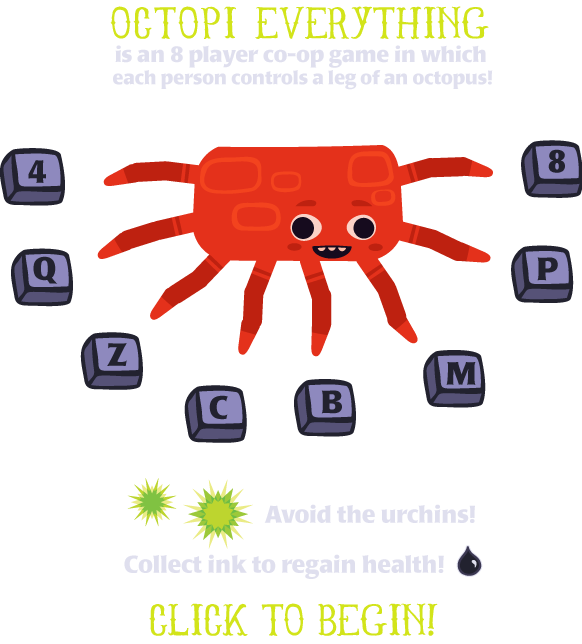 OCTOPI EVERYTHING
is an 8 player co-op game in which
each person controls a leg of an octopus!
4
8
Q
P
Z
M
C
B
Avoid the urchins!
Collect ink to regain health!
CLICK TO BEGIN!